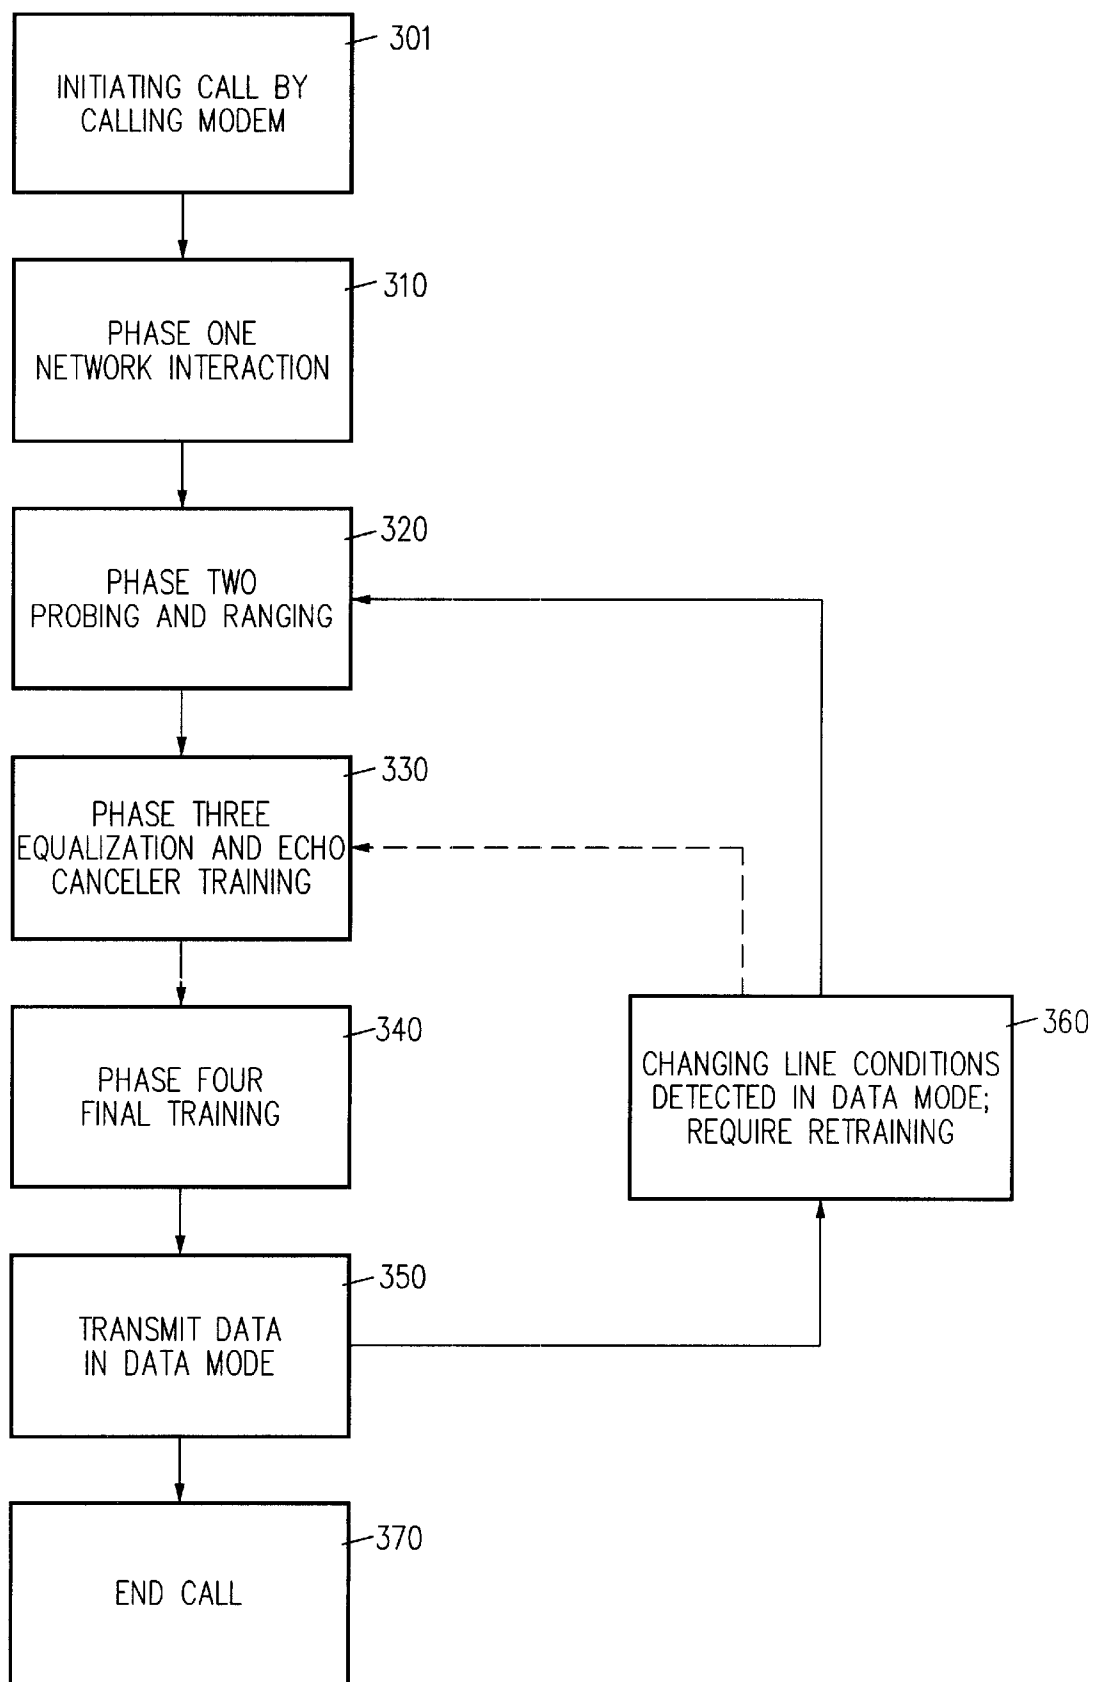 301
INITIATING CALL BY
CALLING MODEM
310
PHASE ONE
NETWORK INTERACTION
320
PHASE TWO
PROBING AND RANGING
330
PHASE THREE
EQUALIZATION AND ECHO
CANCELER TRAINING
340
PHASE FOUR
FINAL TRAINING
360
CHANGING LINE CONDITIONS
DETECTED IN DATA MODE;
REQUIRE RETRAINING
350
TRANSMIT DATA
IN DATA MODE
370
END CALL